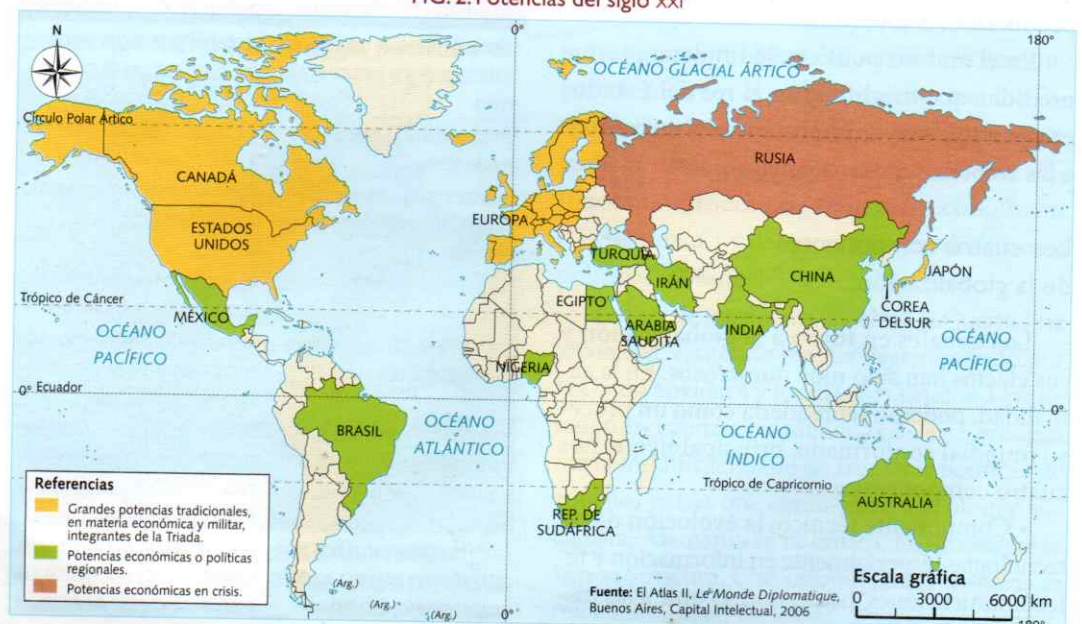 FIG. 2. Potencias del siglo XXI
N
0°
180°
OCÉANO GLACIAL ÁRTICO
Círculo Polar Ártico
RUSIA
CANADÁ
EUROPA
ESTADOS
UNIDOS
TURQUÍA
IRÁN
CHINA
JAPÓN
Trópico de Cáncer
EGIPTO
COREA
DELSUR
MÉXICO
ARABIA
SAUDITA
INDIA
OCÉANO
PACÍFICO
OCÉANO
PACÍFICO
NIGERIA
0° Ecuador
0°
BRASIL
OCÉANO
ATLÁNTICO
OCÉANO
ÍNDICO
Trópico de Capricornio
AUSTRALIA
REP. DE
SUDÁFRICA
Referencias
Grandes potencias tradicionales,
en materia económica y militar,
integrantes de la Triada.
Potencias económicas o políticas
regionales.
Potencias económicas en crisis.
(Arg.)
(Arg.)
(Arg.)
0°
Fuente: El Atlas II, Le Monde Diplomatique,
Buenos Aires, Capital Intelectual, 2006
Escala gráfica
0 3000 6000 km
180°